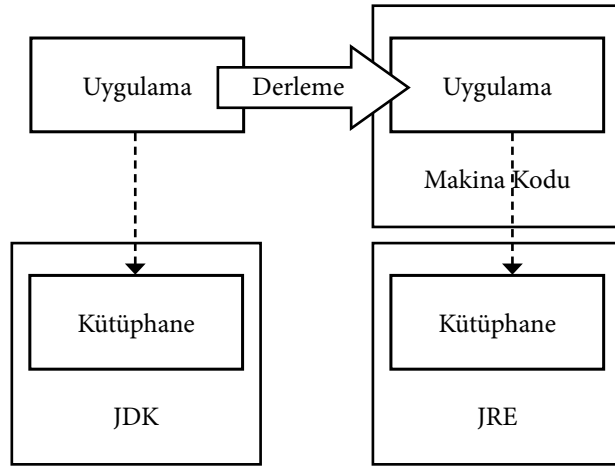 Uygulama
Derleme
Uygulama
Makina Kodu
Kütüphane
Kütüphane
JDK
JRE